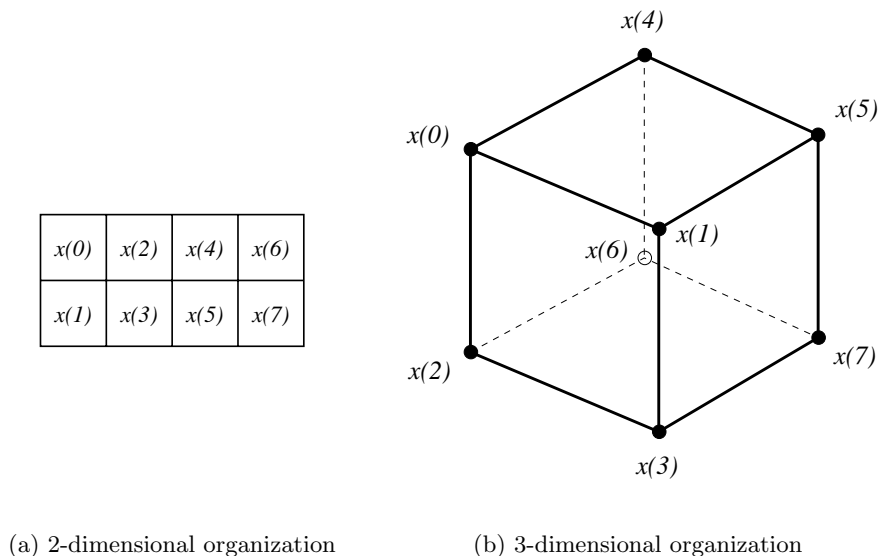 x(4)
x(5)
x(0)
x(0) x(2) x(4) x(6)
x(1)
x(6)
x(1) x(3) x(5) x(7)
x(7)
x(2)
x(3)
(a) 2-dimensional organization
(b) 3-dimensional organization